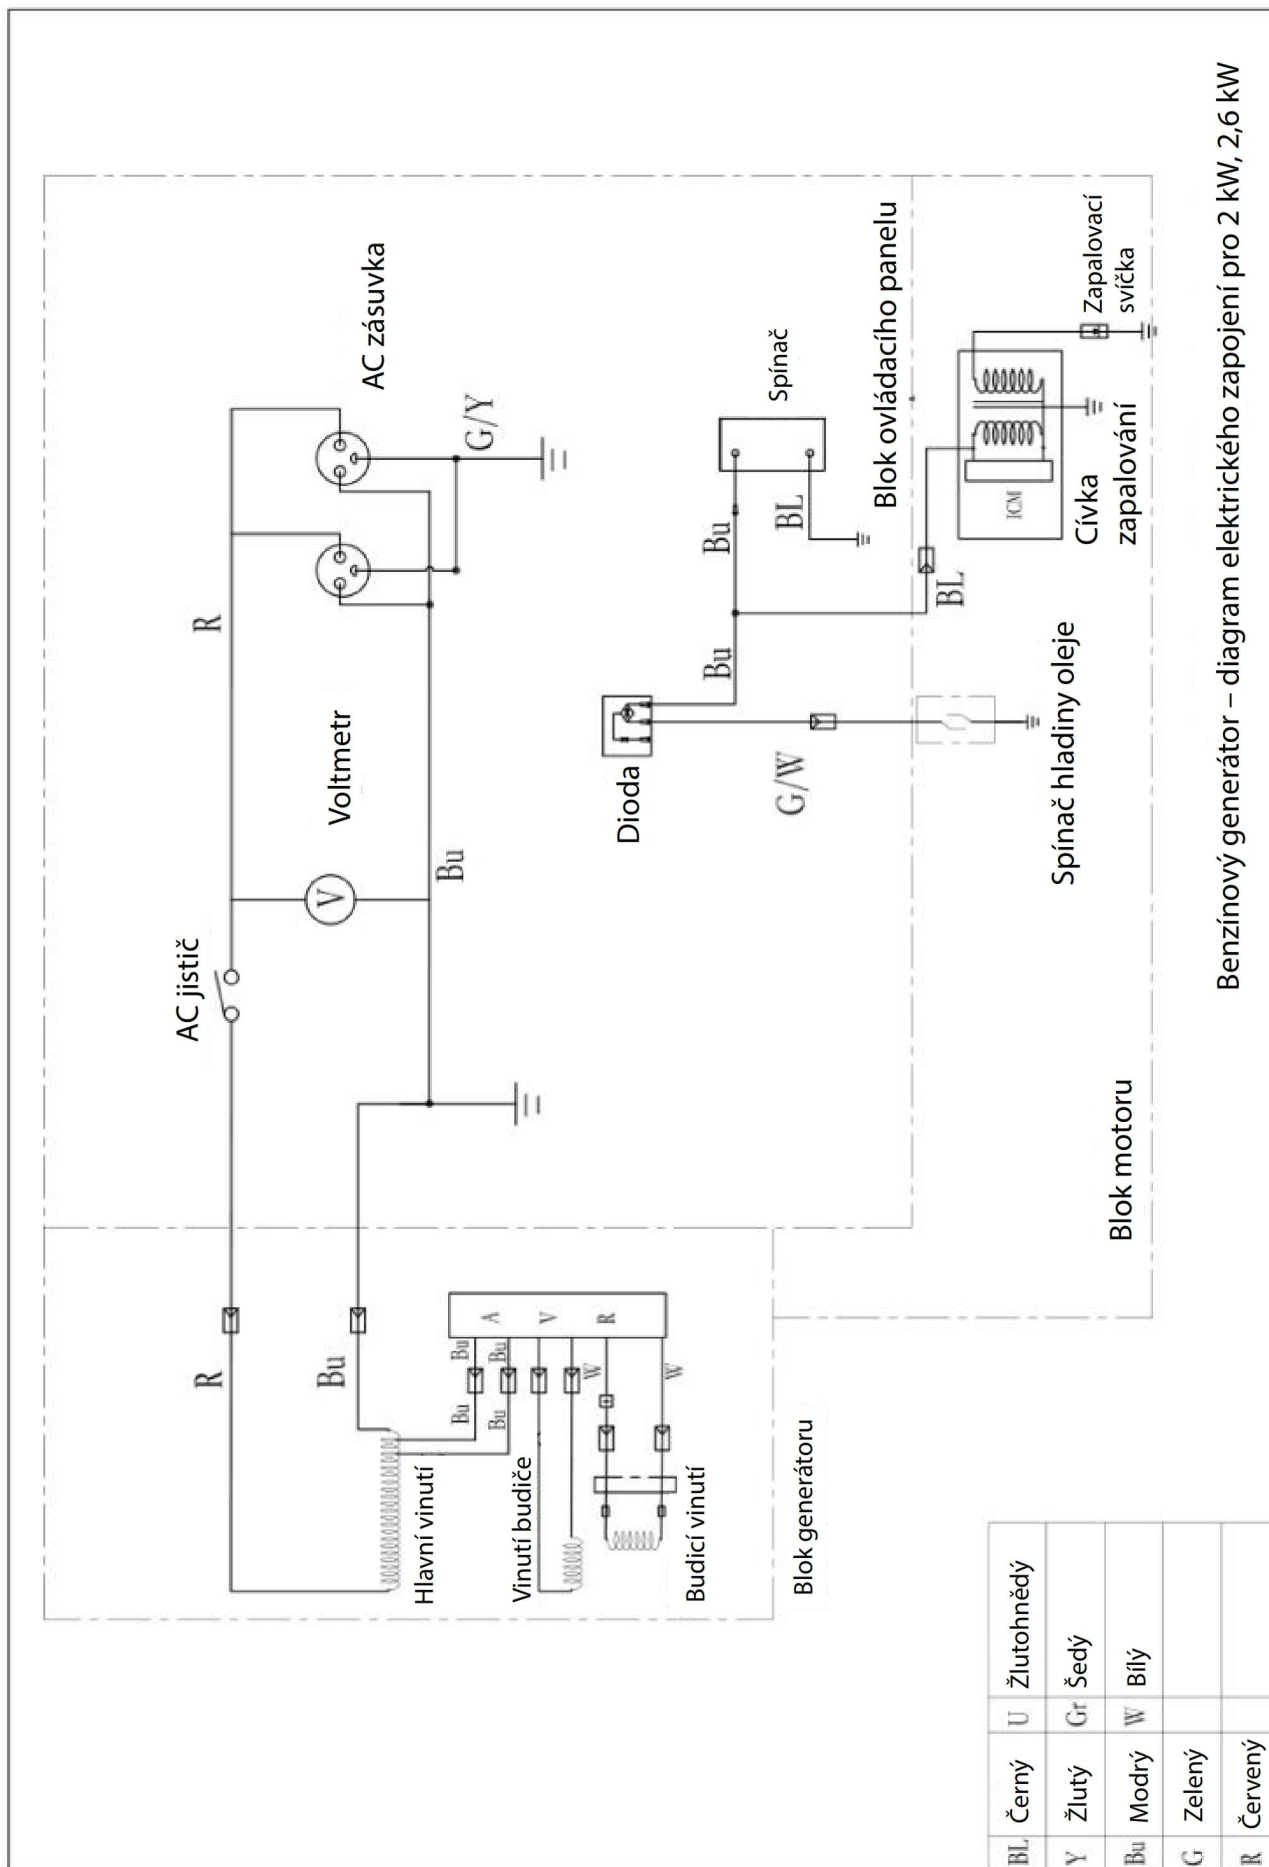 AC zásuvka
G/Y
R
Voltmetr
V
Bu
AC jistič
Spínač
Bu
BL
Blok ovládacího panelu
Bu
Dioda
G/W
Spínač hladiny oleje
BL
ICM
Cívka
zapalování
Zapalovací
svíčka
Blok motoru
R
Bu
A
V
R
Bu
Bu
Bu
Bu
W
W
Hlavní vinutí
Vinutí budiče
Budicí vinutí
Blok generátoru
BL Černý U Žlutohnědý
Y Žlutý Gr Šedý
Bu Modrý W Bílý
G Zelený
R Červený
Benzínový generátor – diagram elektrického zapojení pro 2 kW, 2,6 kW